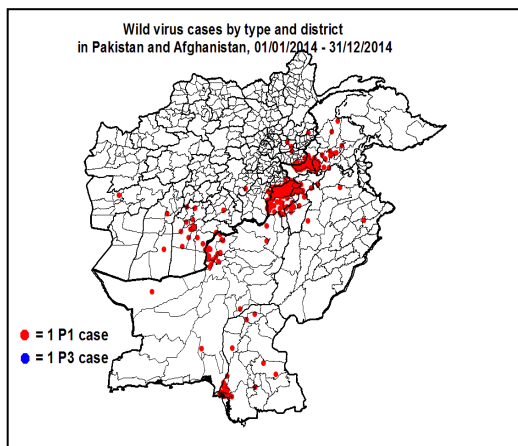 Wild virus cases by type and district
in Pakistan and Afghanistan, 01/01/2014 - 31/12/2014
= 1 P1 case
= 1 P3 case